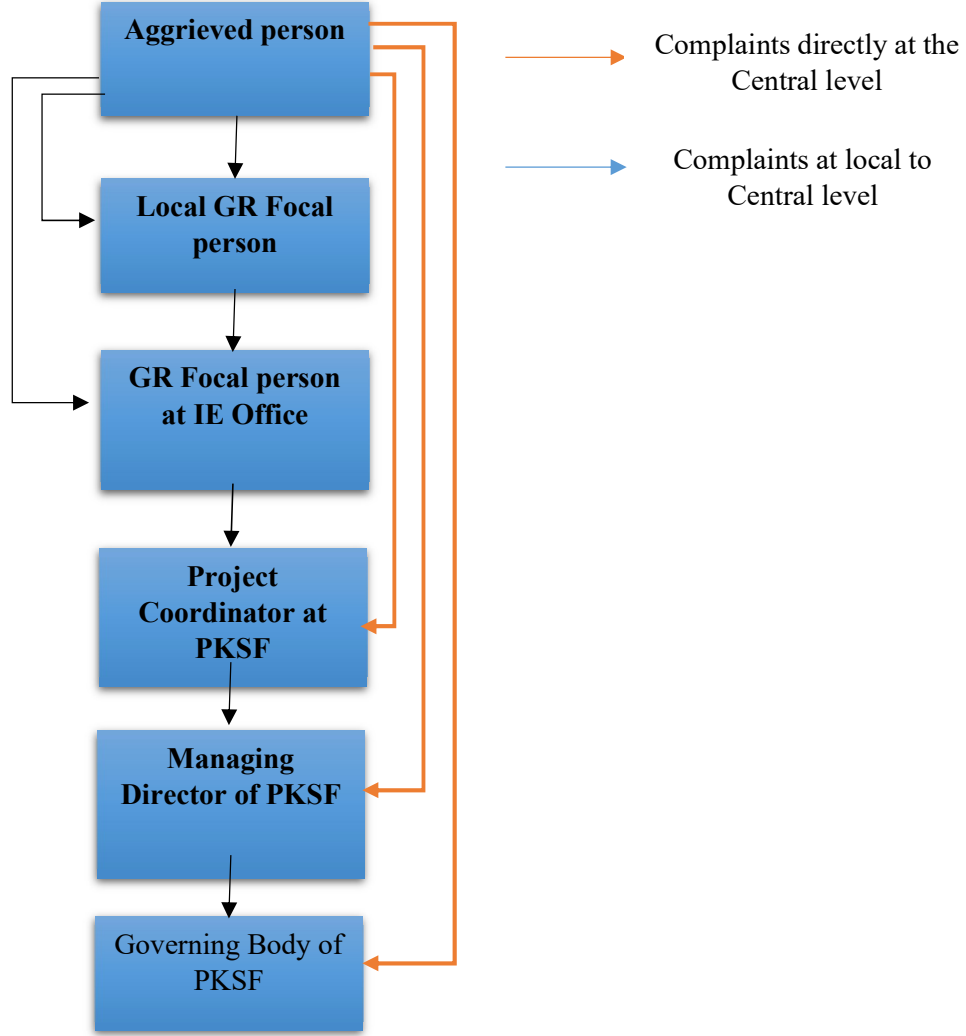 Aggrieved person
Complaints directly at the
Central level
Complaints at local to
Central level
Local GR Focal
person
GR Focal person
at IE Office
Project
Coordinator at
PKSF
Managing
Director of PKSF
Governing Body of
PKSF